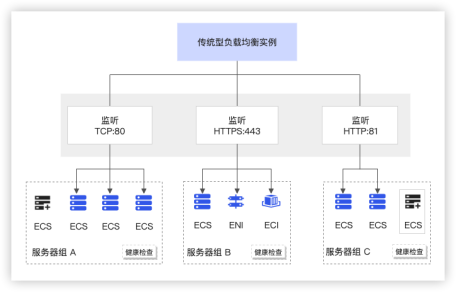 传统型负载均衡实例
监听
TCP:80
监听
HTTPS:443
监听
HTTP:81
ECS
ECS
ECS
ECS
服务器组 A
健康检查
ECS
ENI
ECI
服务器组 B
健康检查
ECS
ECS
ECS
服务器组 C
健康检查